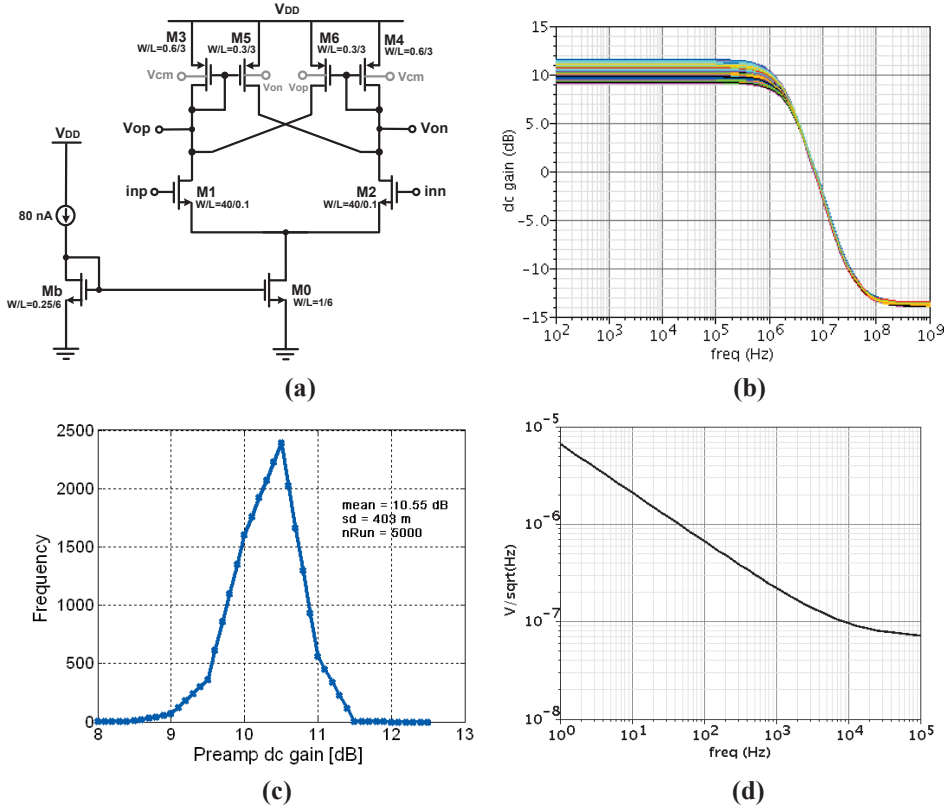 VDD
M3
W/L=0.6/3
M5
W/L=0.3/3
M6
W/L=0.3/3
M4
W/L=0.6/3
Vcm
Von
Vop
Vcm
Vop
Von
inp
M1
W/L=40/0.1
M2
W/L=40/0.1
inn
VDD
80 nA
Mb
W/L=0.25/6
M0
W/L=1/6
(a)
dc gain (dB)
15
10
5.0
0
-5.0
-10
-15
10^2 10^3 10^4 10^5 10^6 10^7 10^8 10^9
freq (Hz)
(b)
Frequency
2500
2000
1500
1000
500
0
mean = 10.55 dB
sd = 403 m
nRun = 5000
8 9 10 11 12 13
Preamp dc gain [dB]
(c)
V/sqrt(Hz)
10^-5
10^-6
10^-7
10^-8
10^0 10^1 10^2 10^3 10^4 10^5
freq (Hz)
(d)